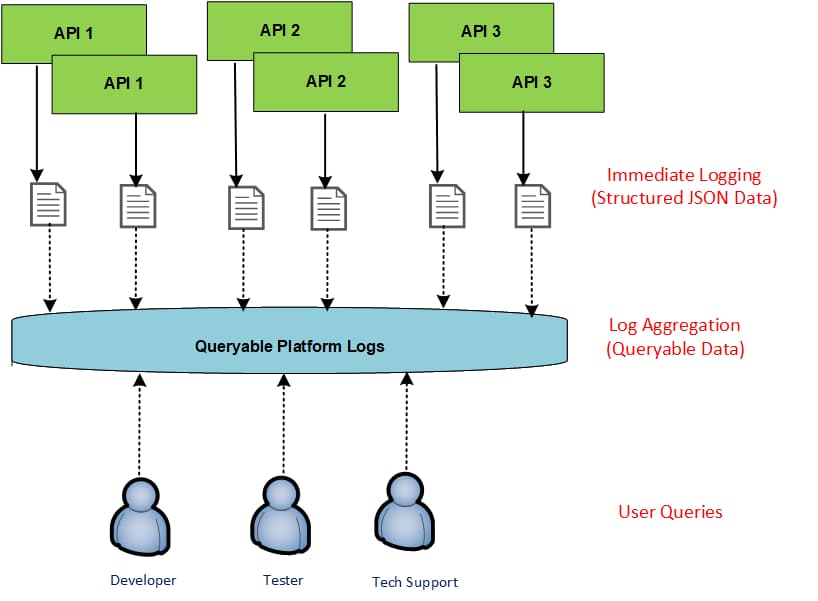 API 1
API 2
API 3
API 1
API 2
API 3
Immediate Logging
(Structured JSON Data)
Log Aggregation
(Queryable Data)
Queryable Platform Logs
User Queries
Developer
Tester
Tech Support